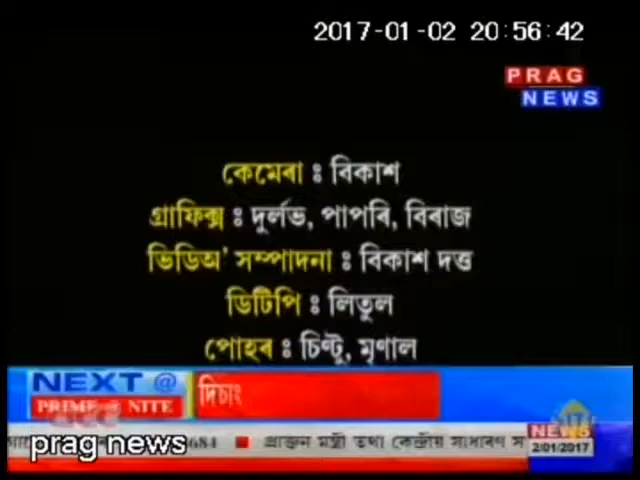 2017-01-02 20:56:42
PRAG
NEWS
কেমেৰা : বিকাশ
গ্ৰাফিক্স : দুৰ্লভ, পাপৰি, বিৰাজ
ভিডিঅ' সম্পাদনা : বিকাশ দত্ত
ডিটিপি : লিতুল
পোহৰ : চিণ্টু, মৃণাল
NEXT @
PRIME @ NITE
দিচাং
prag news
684 ■ প্ৰাক্তন মন্ত্ৰী তথা কেন্দ্ৰীয় সাধাৰণ
NEWS
2/01/2017